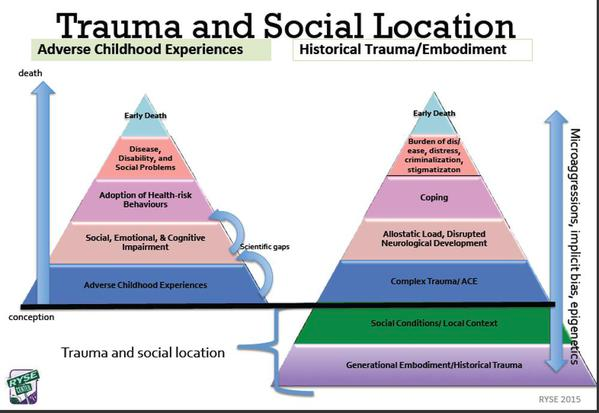 Trauma and Social Location
Adverse Childhood Experiences
Historical Trauma/Embodiment
death
Early Death
Disease,
Disability, and
Social Problems
Adoption of Health-risk
Behaviours
Social, Emotional, & Cognitive
Impairment
Adverse Childhood Experiences
Scientific gaps
conception
Early Death
Burden of dis/
ease, distress,
criminalization,
stigmatizaton
Coping
Allostatic Load, Disrupted
Neurological Development
Complex Trauma/ ACE
Social Conditions/ Local Context
Generational Embodiment/Historical Trauma
Microaggressions, implicit bias, epigenetics
Trauma and social location
RYSE
CENTER
RYSE 2015